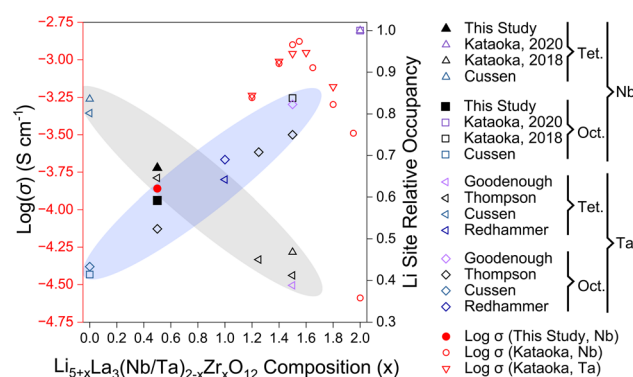 -2.75
-3.00
-3.25
-3.50
-3.75
-4.00
-4.25
-4.50
-4.75
Log(σ) (S cm⁻¹)
0.0 0.2 0.4 0.6 0.8 1.0 1.2 1.4 1.6 1.8 2.0
Li₅₊ₓLa₃(Nb/Ta)₂₋ₓZrₓO₁₂ Composition (x)
1.0
0.9
0.8
0.7
0.6
0.5
0.4
0.3
Li Site Relative Occupancy
This Study
Kataoka, 2020
Kataoka, 2018
Cussen
Tet.
This Study
Kataoka, 2020
Kataoka, 2018
Cussen
Oct.
Nb
Goodenough
Thompson
Cussen
Redhammer
Tet.
Goodenough
Thompson
Cussen
Redhammer
Oct.
Ta
Log σ (This Study, Nb)
Log σ (Kataoka, Nb)
Log σ (Kataoka, Ta)